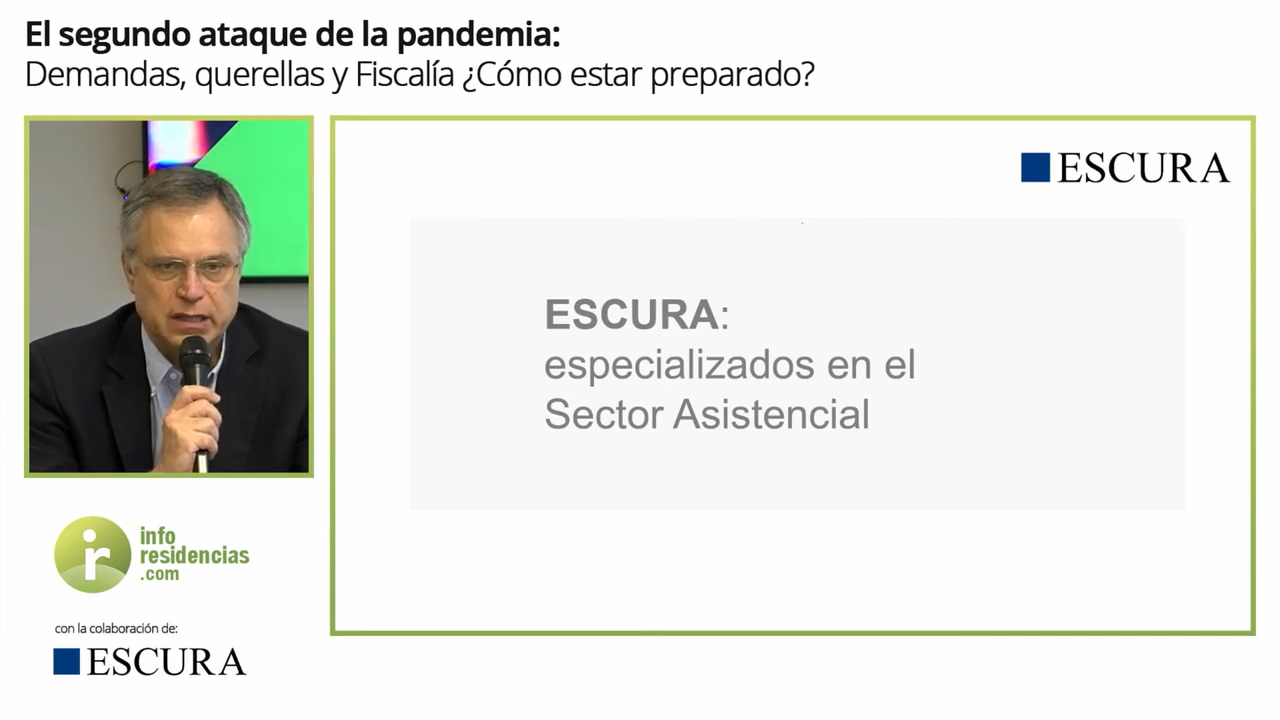 El segundo ataque de la pandemia:
Demandas, querellas y Fiscalía ¿Cómo estar preparado?
ESCURA
ESCURA:
especializados en el
Sector Asistencial
ir
info
residencias
.com
con la colaboración de:
ESCURA